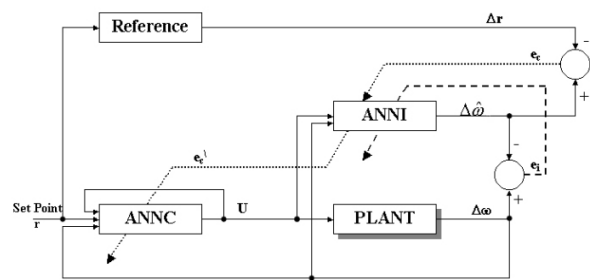 Reference
Δr
-
e_c
+
ANNI
Δω̂
-
e_c^\
e_i
+
Set Point
r
ANNC
U
PLANT
Δω